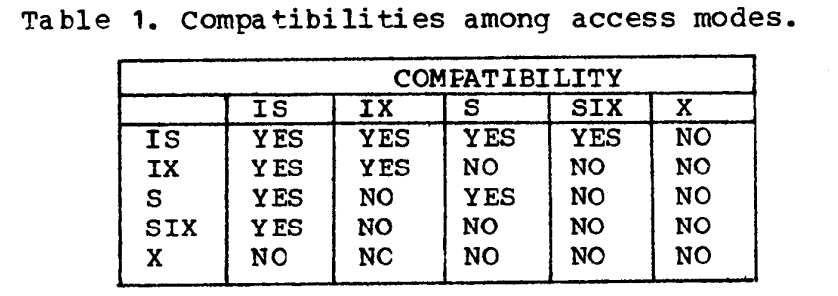 Table 1. Compatibilities among access modes.
COMPATIBILITY
IS IX S SIX X
IS YES YES YES YES NO
IX YES YES NO NO NO
S YES NO YES NO NO
SIX YES NO NO NO NO
X NO NC NO NO NO